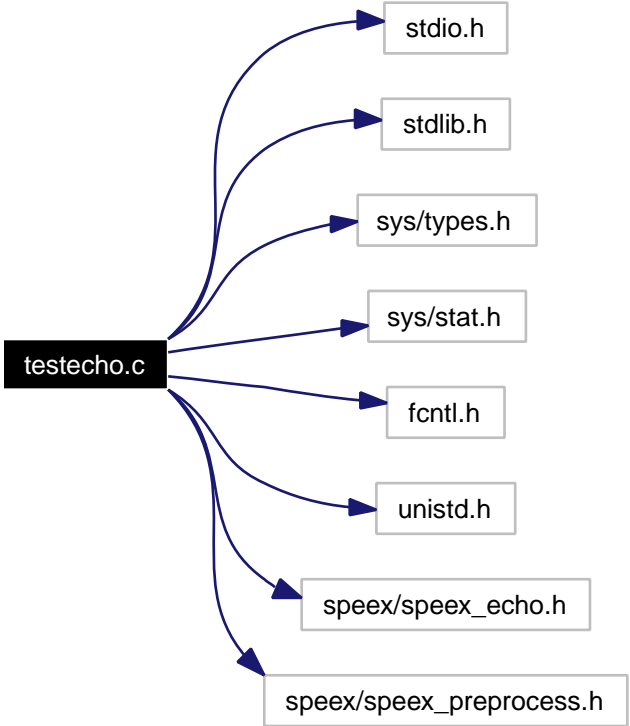 stdio.h
stdlib.h
sys/types.h
sys/stat.h
testecho.c
fcntl.h
unistd.h
speex/speex_echo.h
speex/speex_preprocess.h